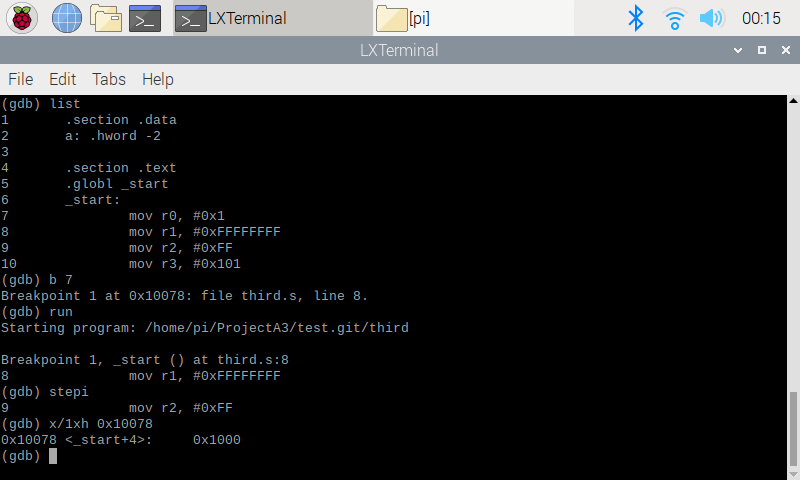 LXTerminal [pi] 00:15
LXTerminal
File Edit Tabs Help
(gdb) list
1 .section .data
2 a: .hword -2
3
4 .section .text
5 .globl _start
6 _start:
7 mov r0, #0x1
8 mov r1, #0xFFFFFFFF
9 mov r2, #0xFF
10 mov r3, #0x101
(gdb) b 7
Breakpoint 1 at 0x10078: file third.s, line 8.
(gdb) run
Starting program: /home/pi/ProjectA3/test.git/third
Breakpoint 1, _start () at third.s:8
8 mov r1, #0xFFFFFFFF
(gdb) stepi
9 mov r2, #0xFF
(gdb) x/1xh 0x10078
0x10078 <_start+4>: 0x1000
(gdb)